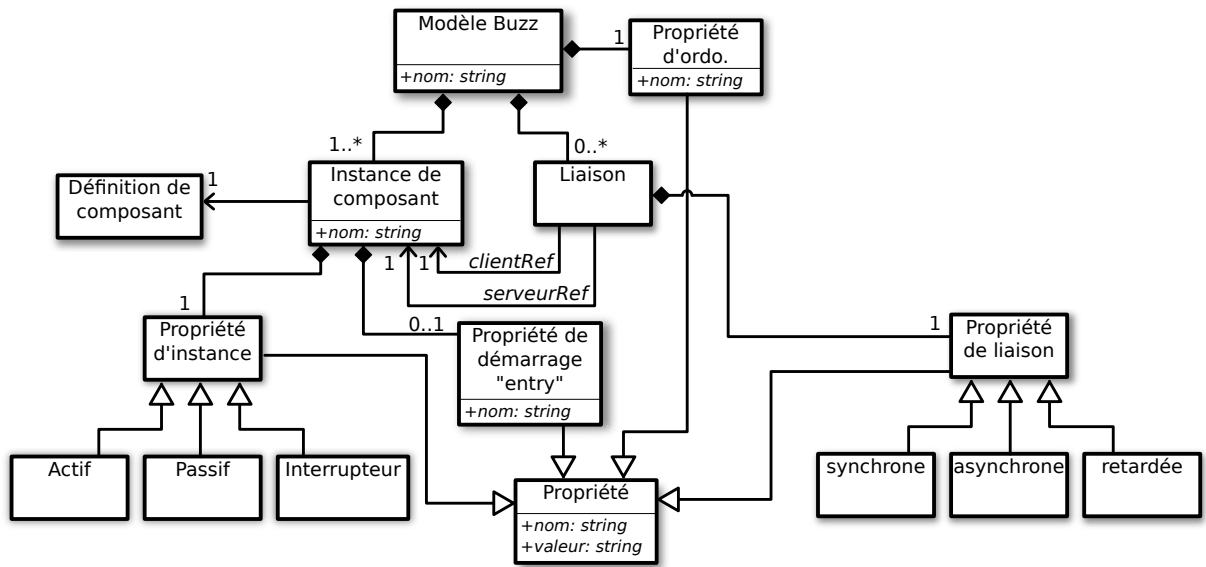 Modèle Buzz
+nom: string
1
Propriété
d'ordo.
+nom: string
1..*
0..*
Définition de
composant
1
Instance de
composant
+nom: string
Liaison
1
1
clientRef
serveurRef
1
Propriété
d'instance
0..1
Propriété de
démarrage
"entry"
+nom: string
1
Propriété
de liaison
Actif
Passif
Interrupteur
synchrone
asynchrone
retardée
Propriété
+nom: string
+valeur: string